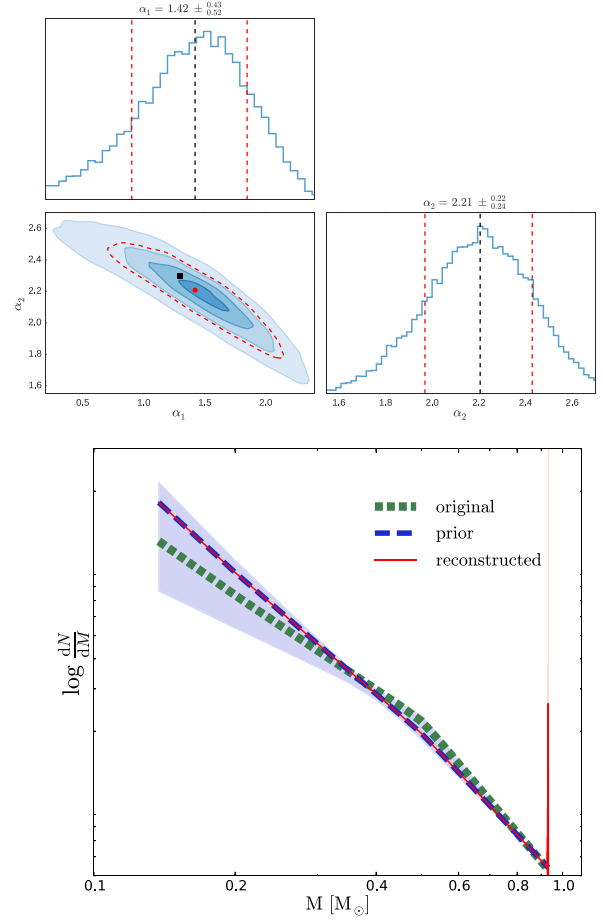 α₁ = 1.42 ± 0.43 0.52
α₂ = 2.21 ± 0.22 0.24
2.6
2.4
2.2
2.0
1.8
1.6
α₂
0.5 1.0 1.5 2.0
α₁
1.6 1.8 2.0 2.2 2.4 2.6
α₂
original
prior
reconstructed
log dN/dM
0.1 0.2 0.4 0.6 0.8 1.0
M [M⊙]